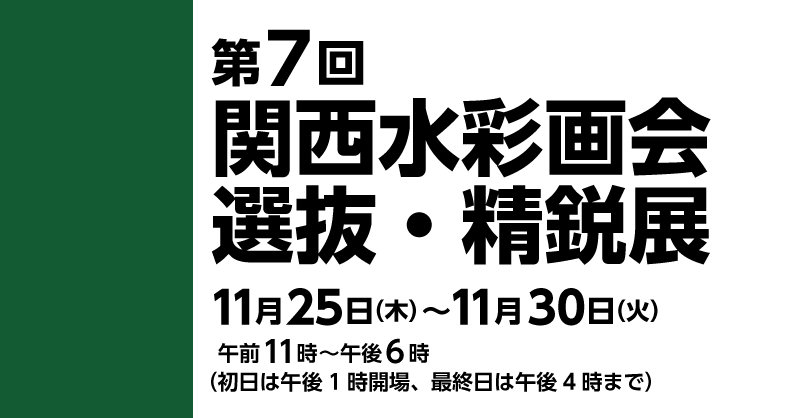 第7回
関西水彩画会
選抜・精鋭展
11月25日(木)～11月30日(火)
午前11時～午後6時
(初日は午後1時開場、最終日は午後4時まで)